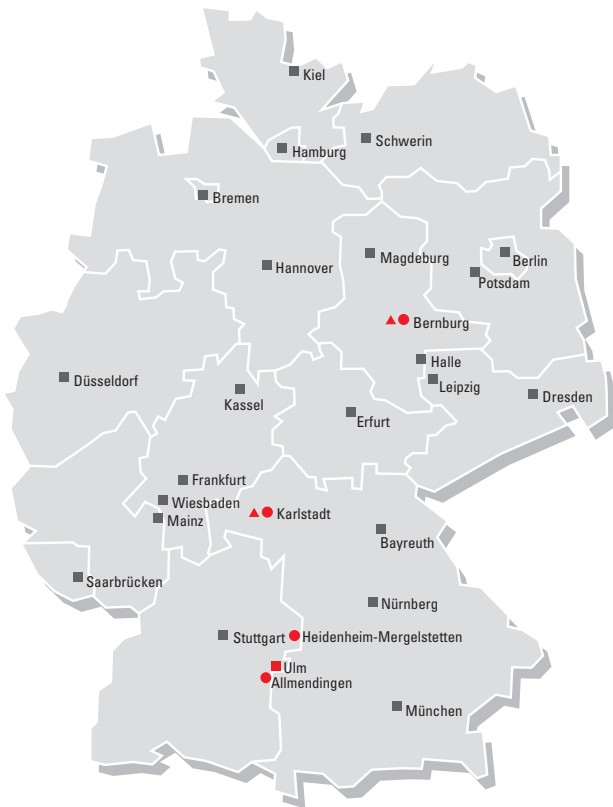 Kiel
Schwerin
Hamburg
Bremen
Berlin
Magdeburg
Hannover
Potsdam
Bernburg
Halle
Düsseldorf
Leipzig
Dresden
Kassel
Erfurt
Frankfurt
Wiesbaden
Karlstadt
Mainz
Bayreuth
Saarbrücken
Nürnberg
Stuttgart
Heidenheim-Mergelstetten
Ulm
Allmendingen
München